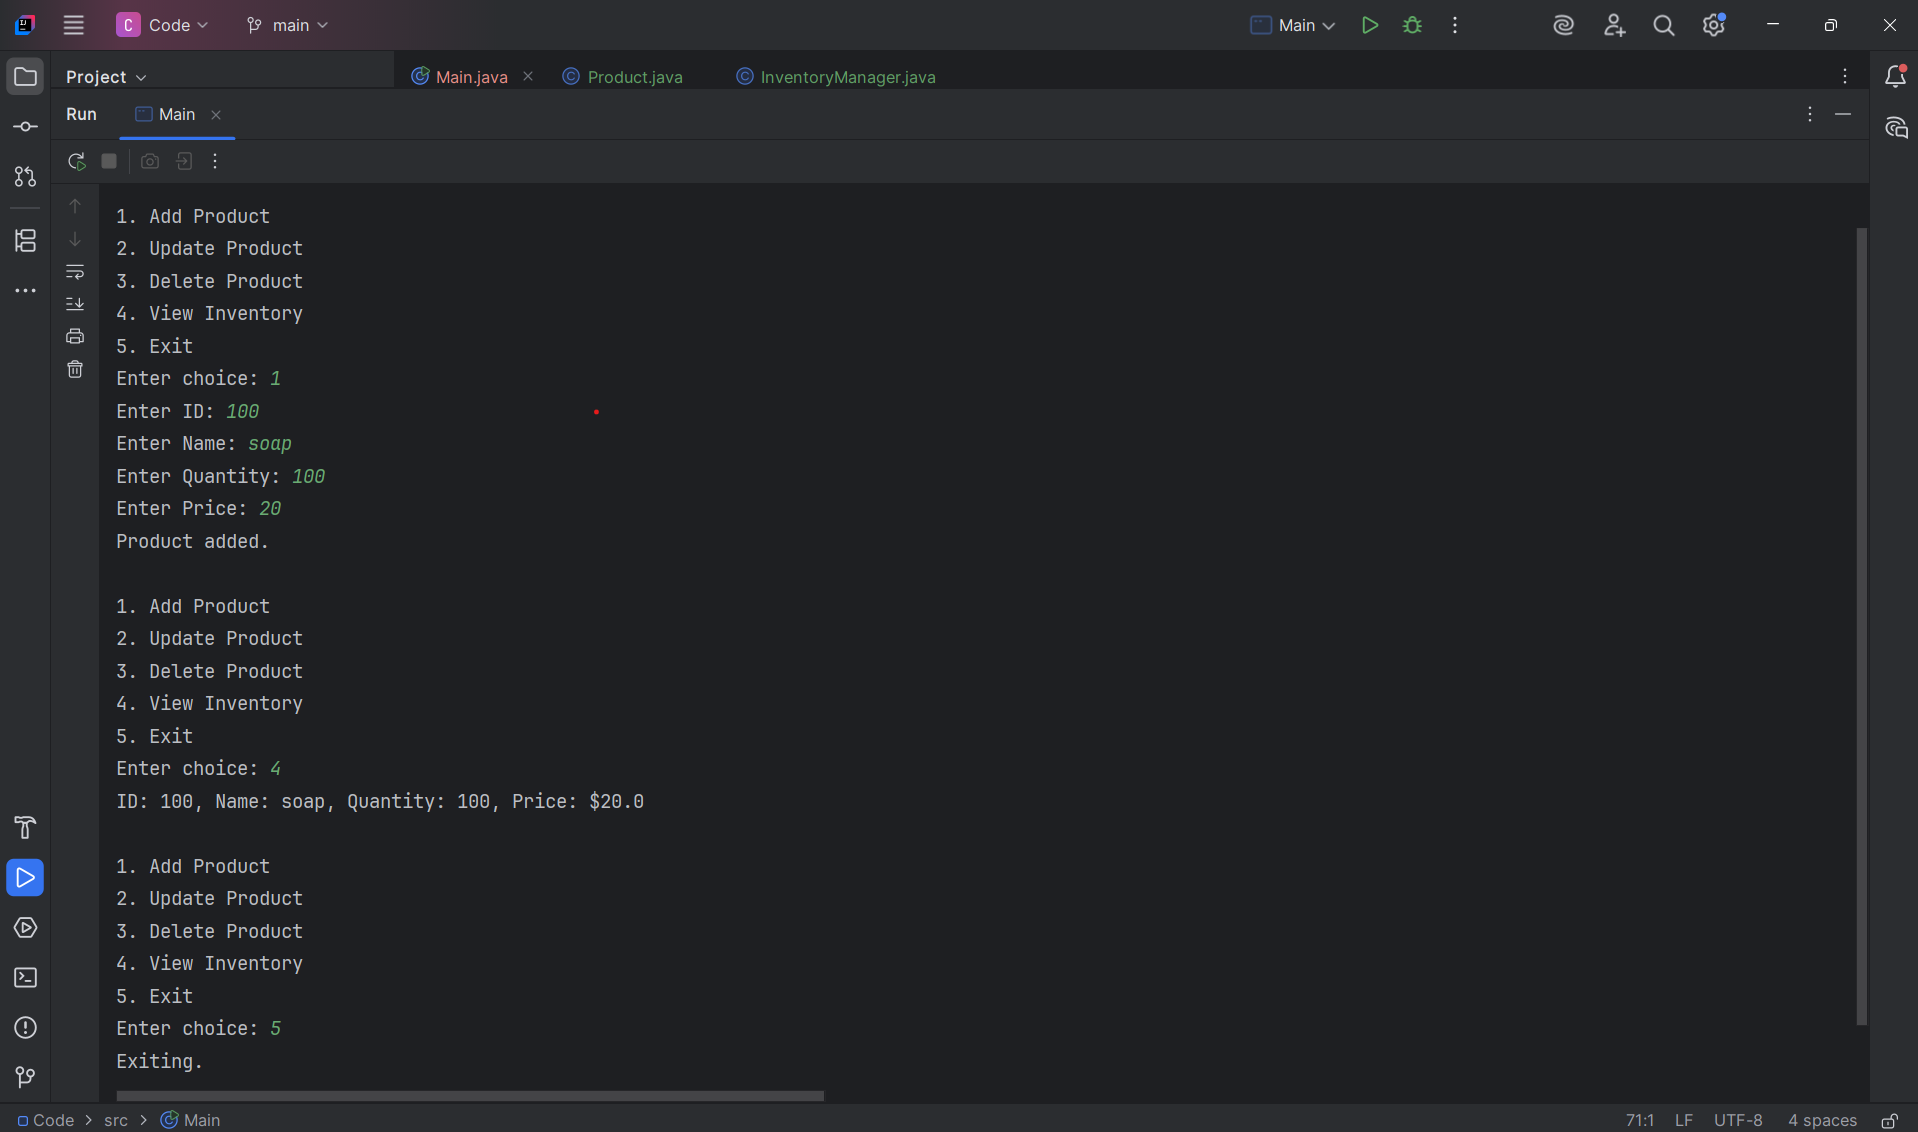 C Code main Main
Project Main.java Product.java InventoryManager.java
Run Main
1. Add Product
2. Update Product
3. Delete Product
4. View Inventory
5. Exit
Enter choice: 1
Enter ID: 100
Enter Name: soap
Enter Quantity: 100
Enter Price: 20
Product added.
1. Add Product
2. Update Product
3. Delete Product
4. View Inventory
5. Exit
Enter choice: 4
ID: 100, Name: soap, Quantity: 100, Price: $20.0
1. Add Product
2. Update Product
3. Delete Product
4. View Inventory
5. Exit
Enter choice: 5
Exiting.
Code > src > Main 71:1 LF UTF-8 4 spaces